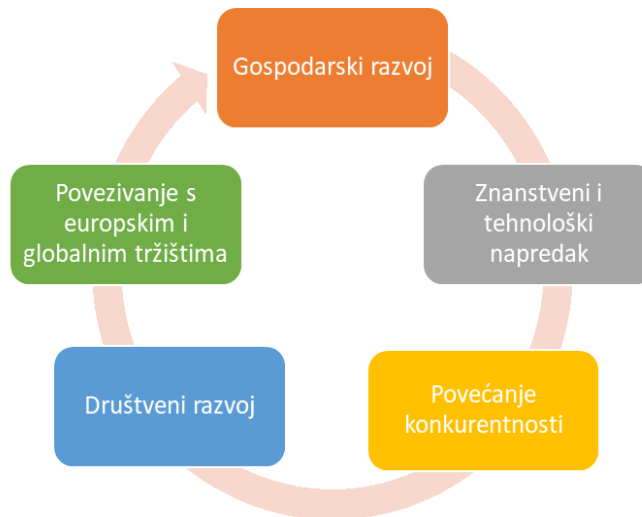 Gospodarski razvoj
Znanstveni i
tehnološki
napredak
Povećanje
konkurentnosti
Društveni razvoj
Povezivanje s
europskim i
globalnim tržištima